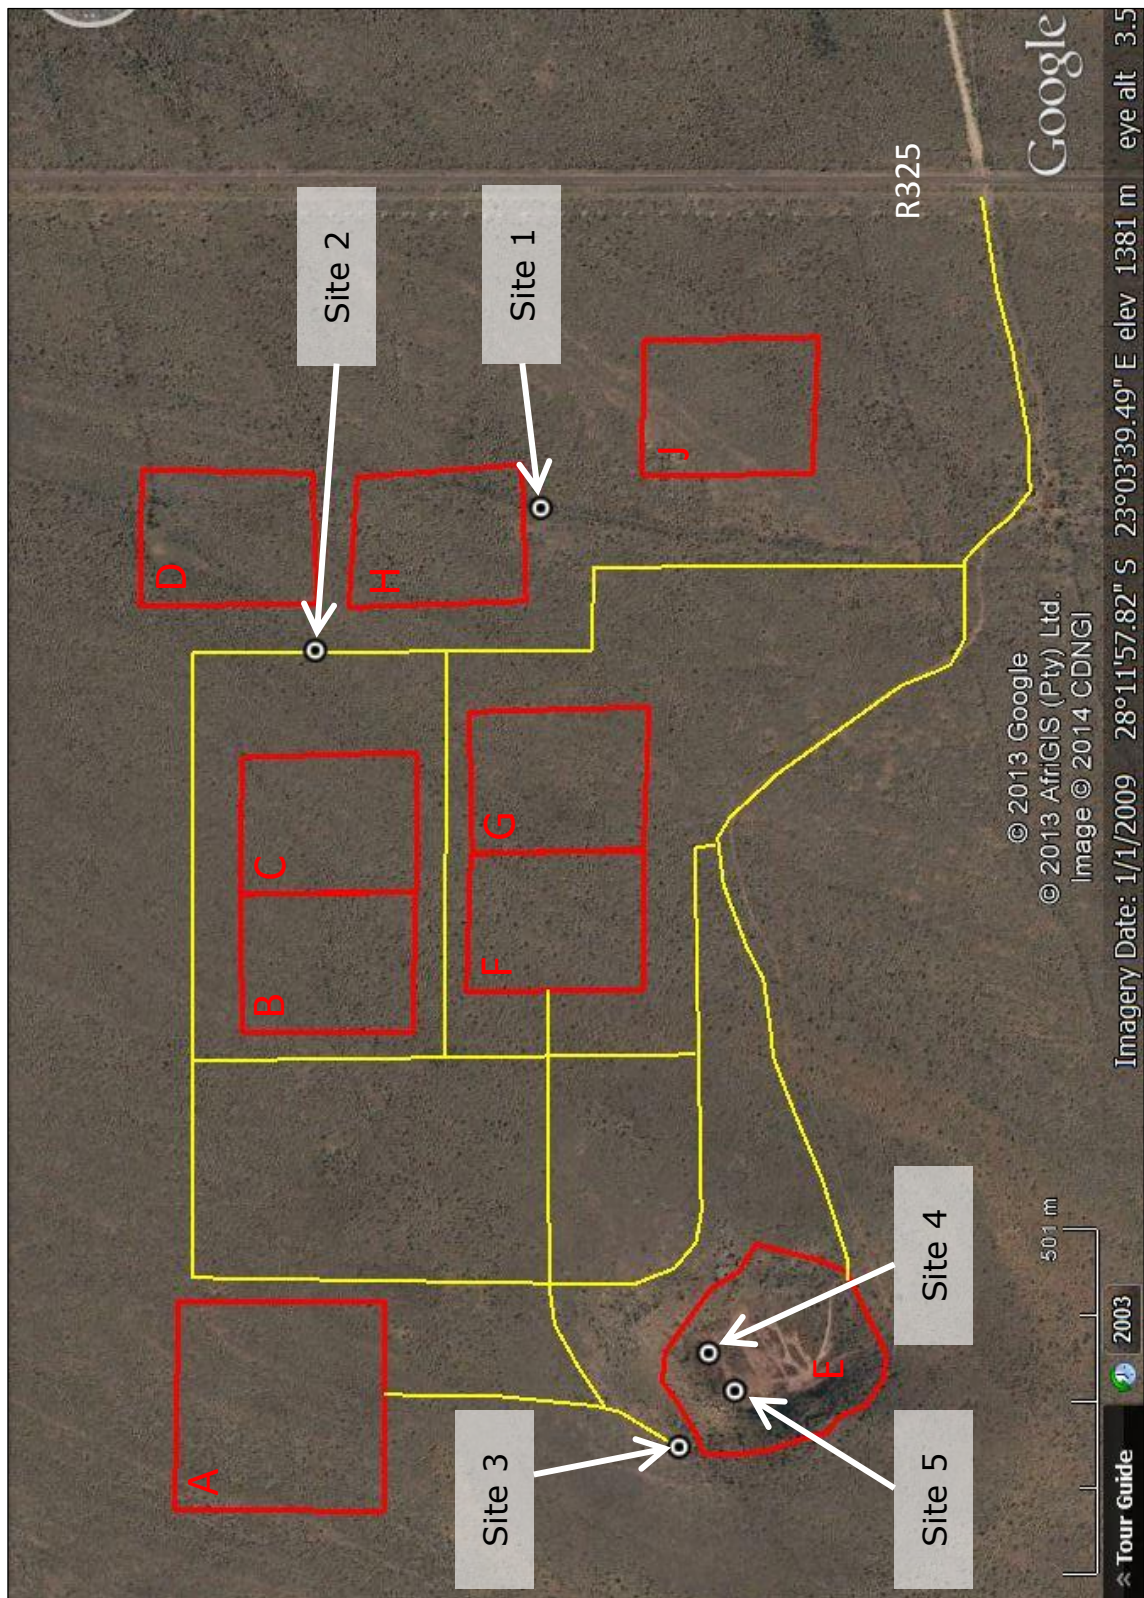 A
B
C
D
E
F
G
H
J
Site 1
Site 2
Site 3
Site 4
Site 5
R325
Google
© 2013 Google
© 2013 AfriGIS (Pty) Ltd.
Image © 2014 CDNGI
501 m
Tour Guide
2003
Imagery Date: 1/1/2009 28°11'57.82" S 23°03'39.49" E elev 1381 m eye alt 3.5